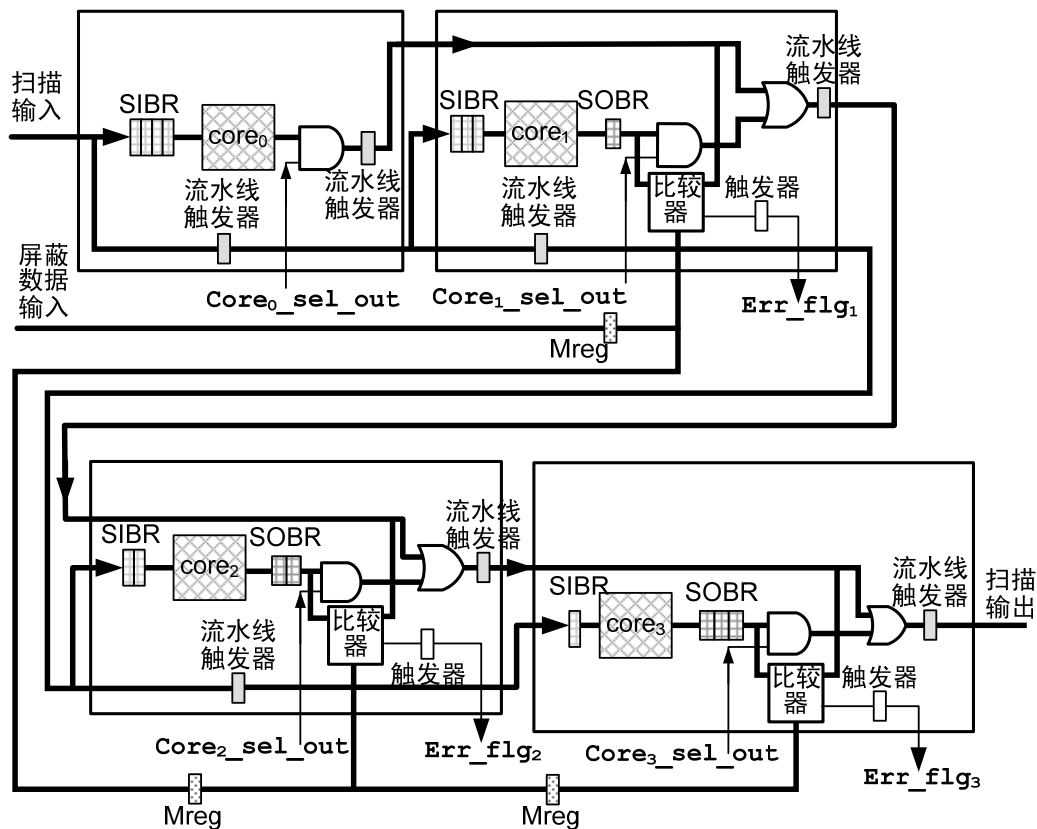 扫描
输入
SIBR
core₀
流水线
触发器
流水线
触发器
Core₀_sel_out
SIBR
core₁
SOBR
流水线
触发器
流水线
触发器
比较
器
触发器
Core₁_sel_out
Err_flg₁
屏蔽
数据
输入
Mreg
SIBR
core₂
SOBR
流水线
触发器
流水线
触发器
比较
器
触发器
Core₂_sel_out
Err_flg₂
SIBR
core₃
SOBR
流水线
触发器
扫描
输出
比较
器
触发器
Core₃_sel_out
Err_flg₃
Mreg
Mreg